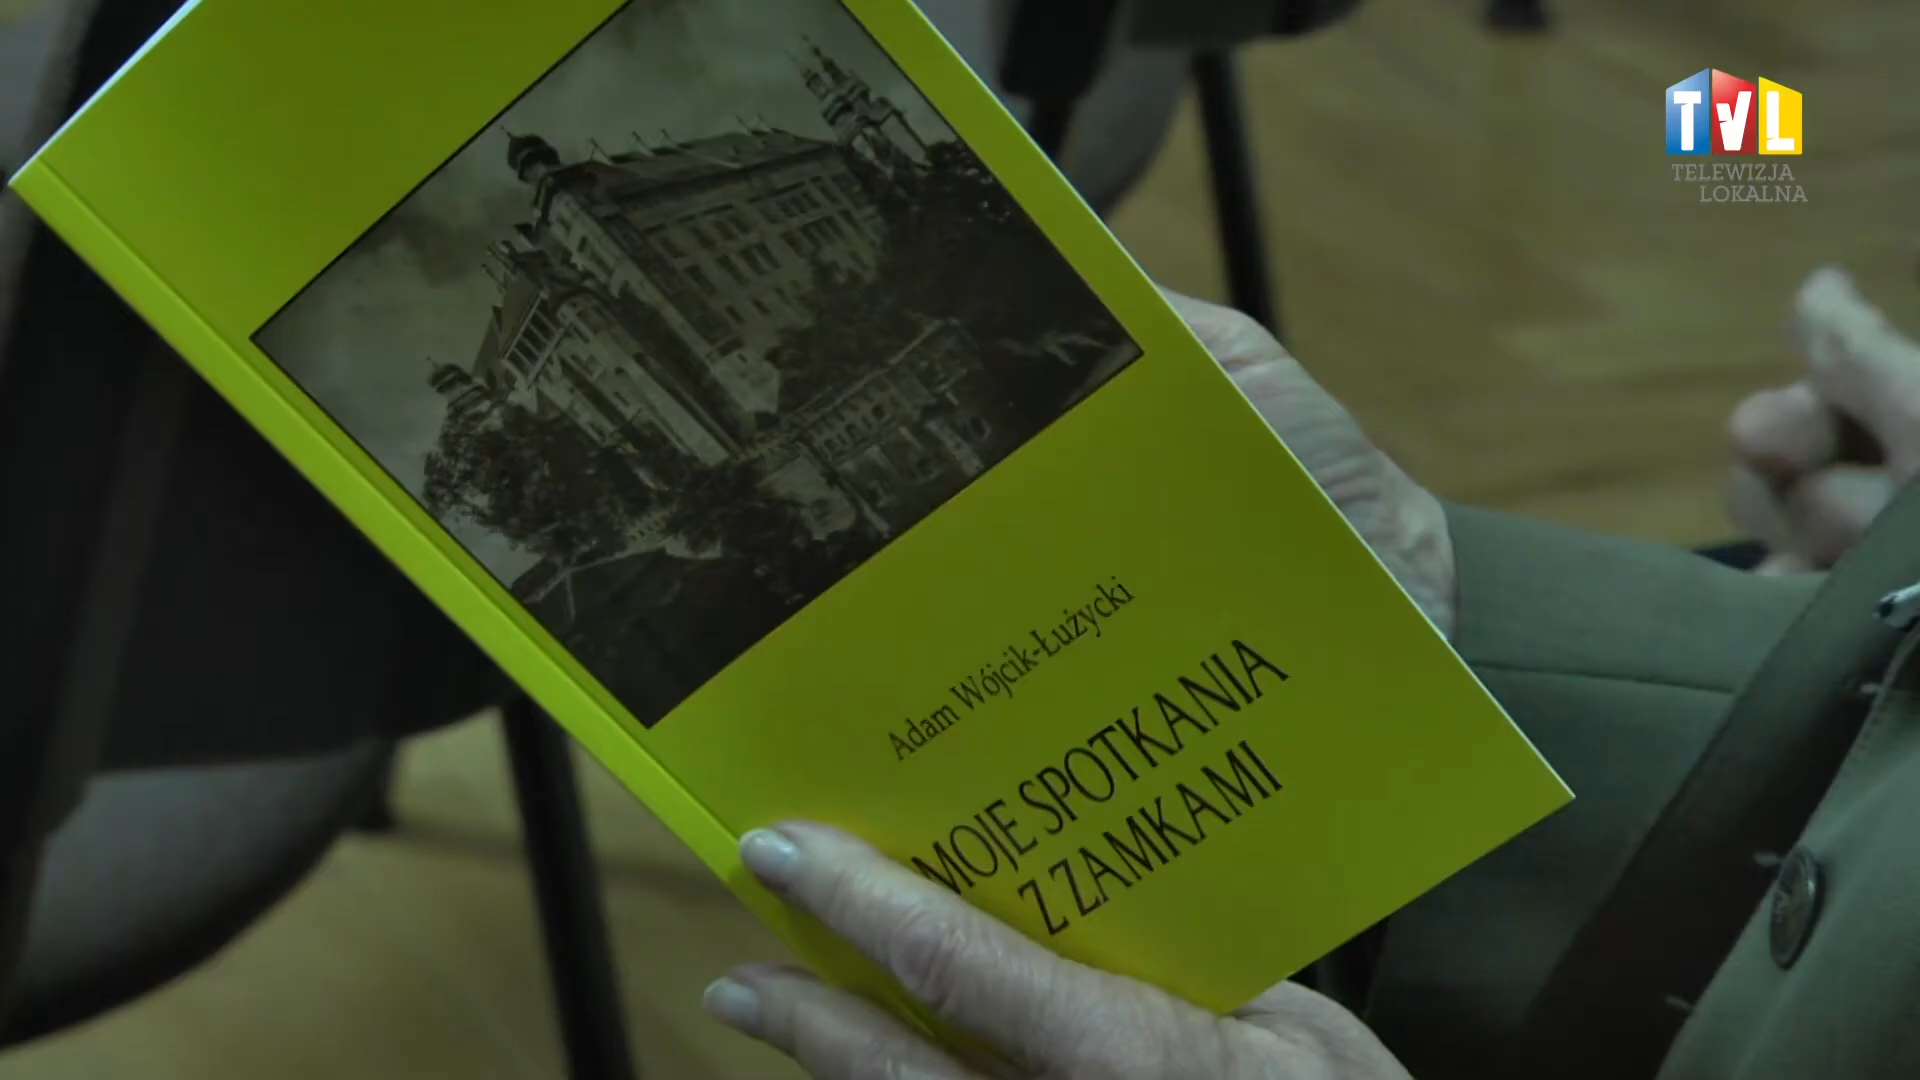 TVL
TELEWIZJA
LOKALNA
Adam Wójcik-Łużycki
MOJE SPOTKANIA
Z ZAMKAMI